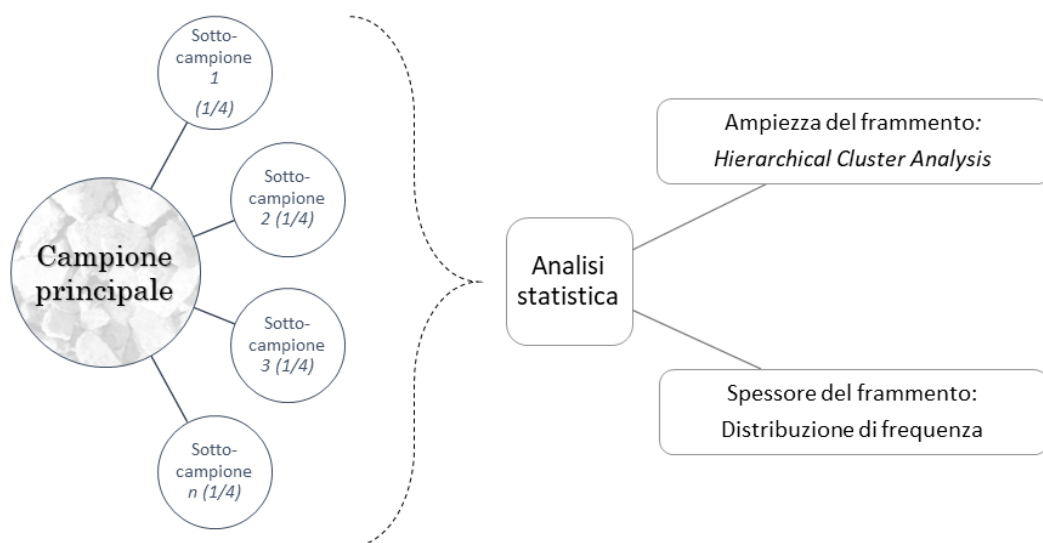 Sotto-
campione
1
(1/4)
Sotto-
campione
2 (1/4)
Sotto-
campione
3 (1/4)
Sotto-
campione
n (1/4)
Campione
principale
Analisi
statistica
Ampiezza del frammento:
Hierarchical Cluster Analysis
Spessore del frammento:
Distribuzione di frequenza